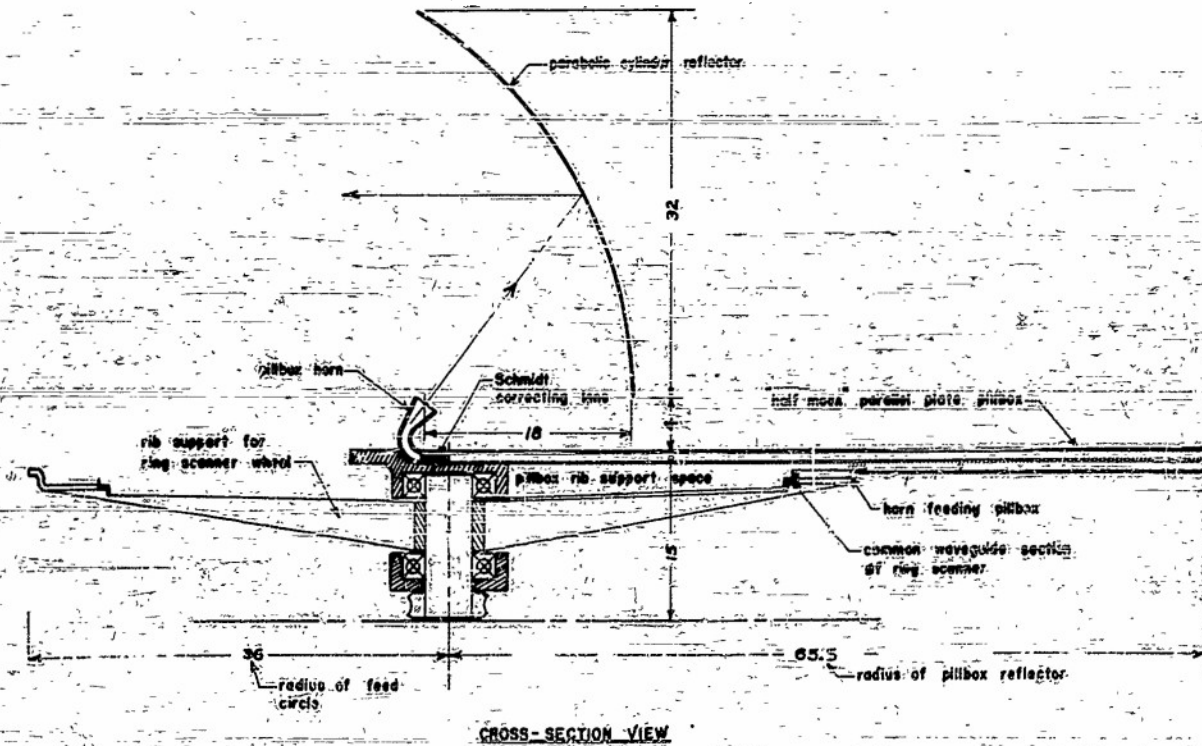 parabolic cylinder reflector
32
pillbox horn
Schmidt
correcting lens
"half moon" parallel plate pillbox
18
4
rib support for
ring scanner wheel
pillbox rib support space
horn feeding pillbox
common waveguide section
of ring scanner
15
36
65.5
radius of feed
circle
radius of pillbox reflector
CROSS-SECTION VIEW